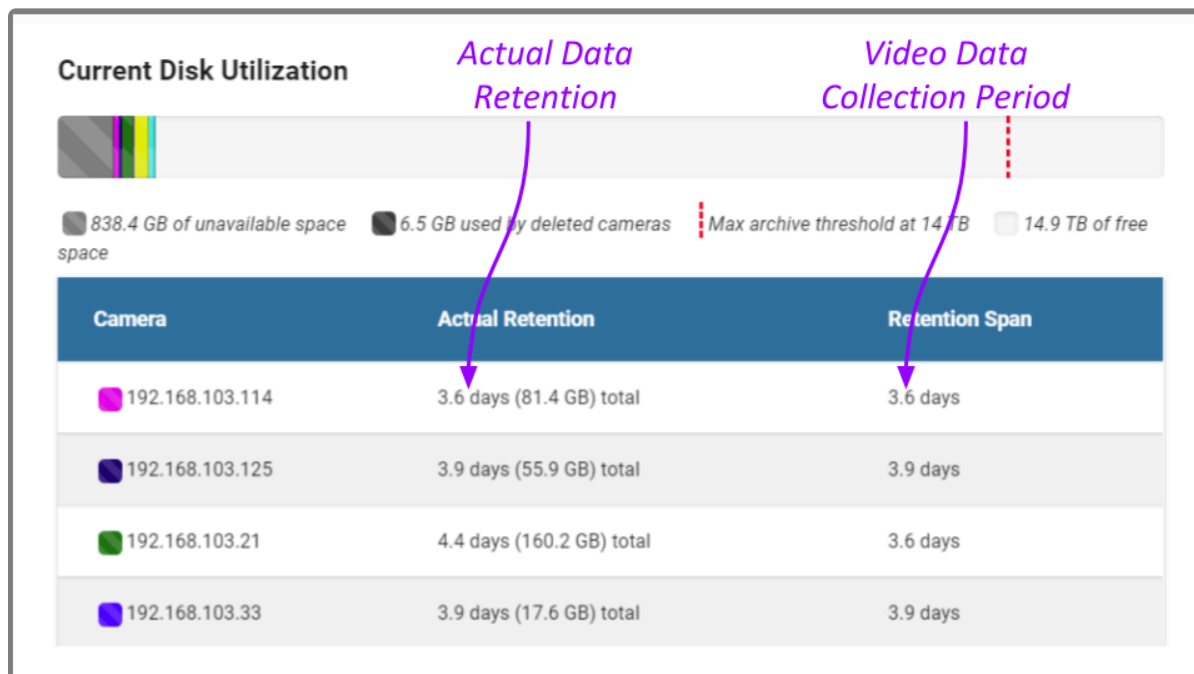 Current Disk Utilization
Actual Data
Retention
Video Data
Collection Period
838.4 GB of unavailable space 6.5 GB used by deleted cameras Max archive threshold at 14 TB 14.9 TB of free
space
Camera Actual Retention Retention Span
192.168.103.114 3.6 days (81.4 GB) total 3.6 days
192.168.103.125 3.9 days (55.9 GB) total 3.9 days
192.168.103.21 4.4 days (160.2 GB) total 3.6 days
192.168.103.33 3.9 days (17.6 GB) total 3.9 days